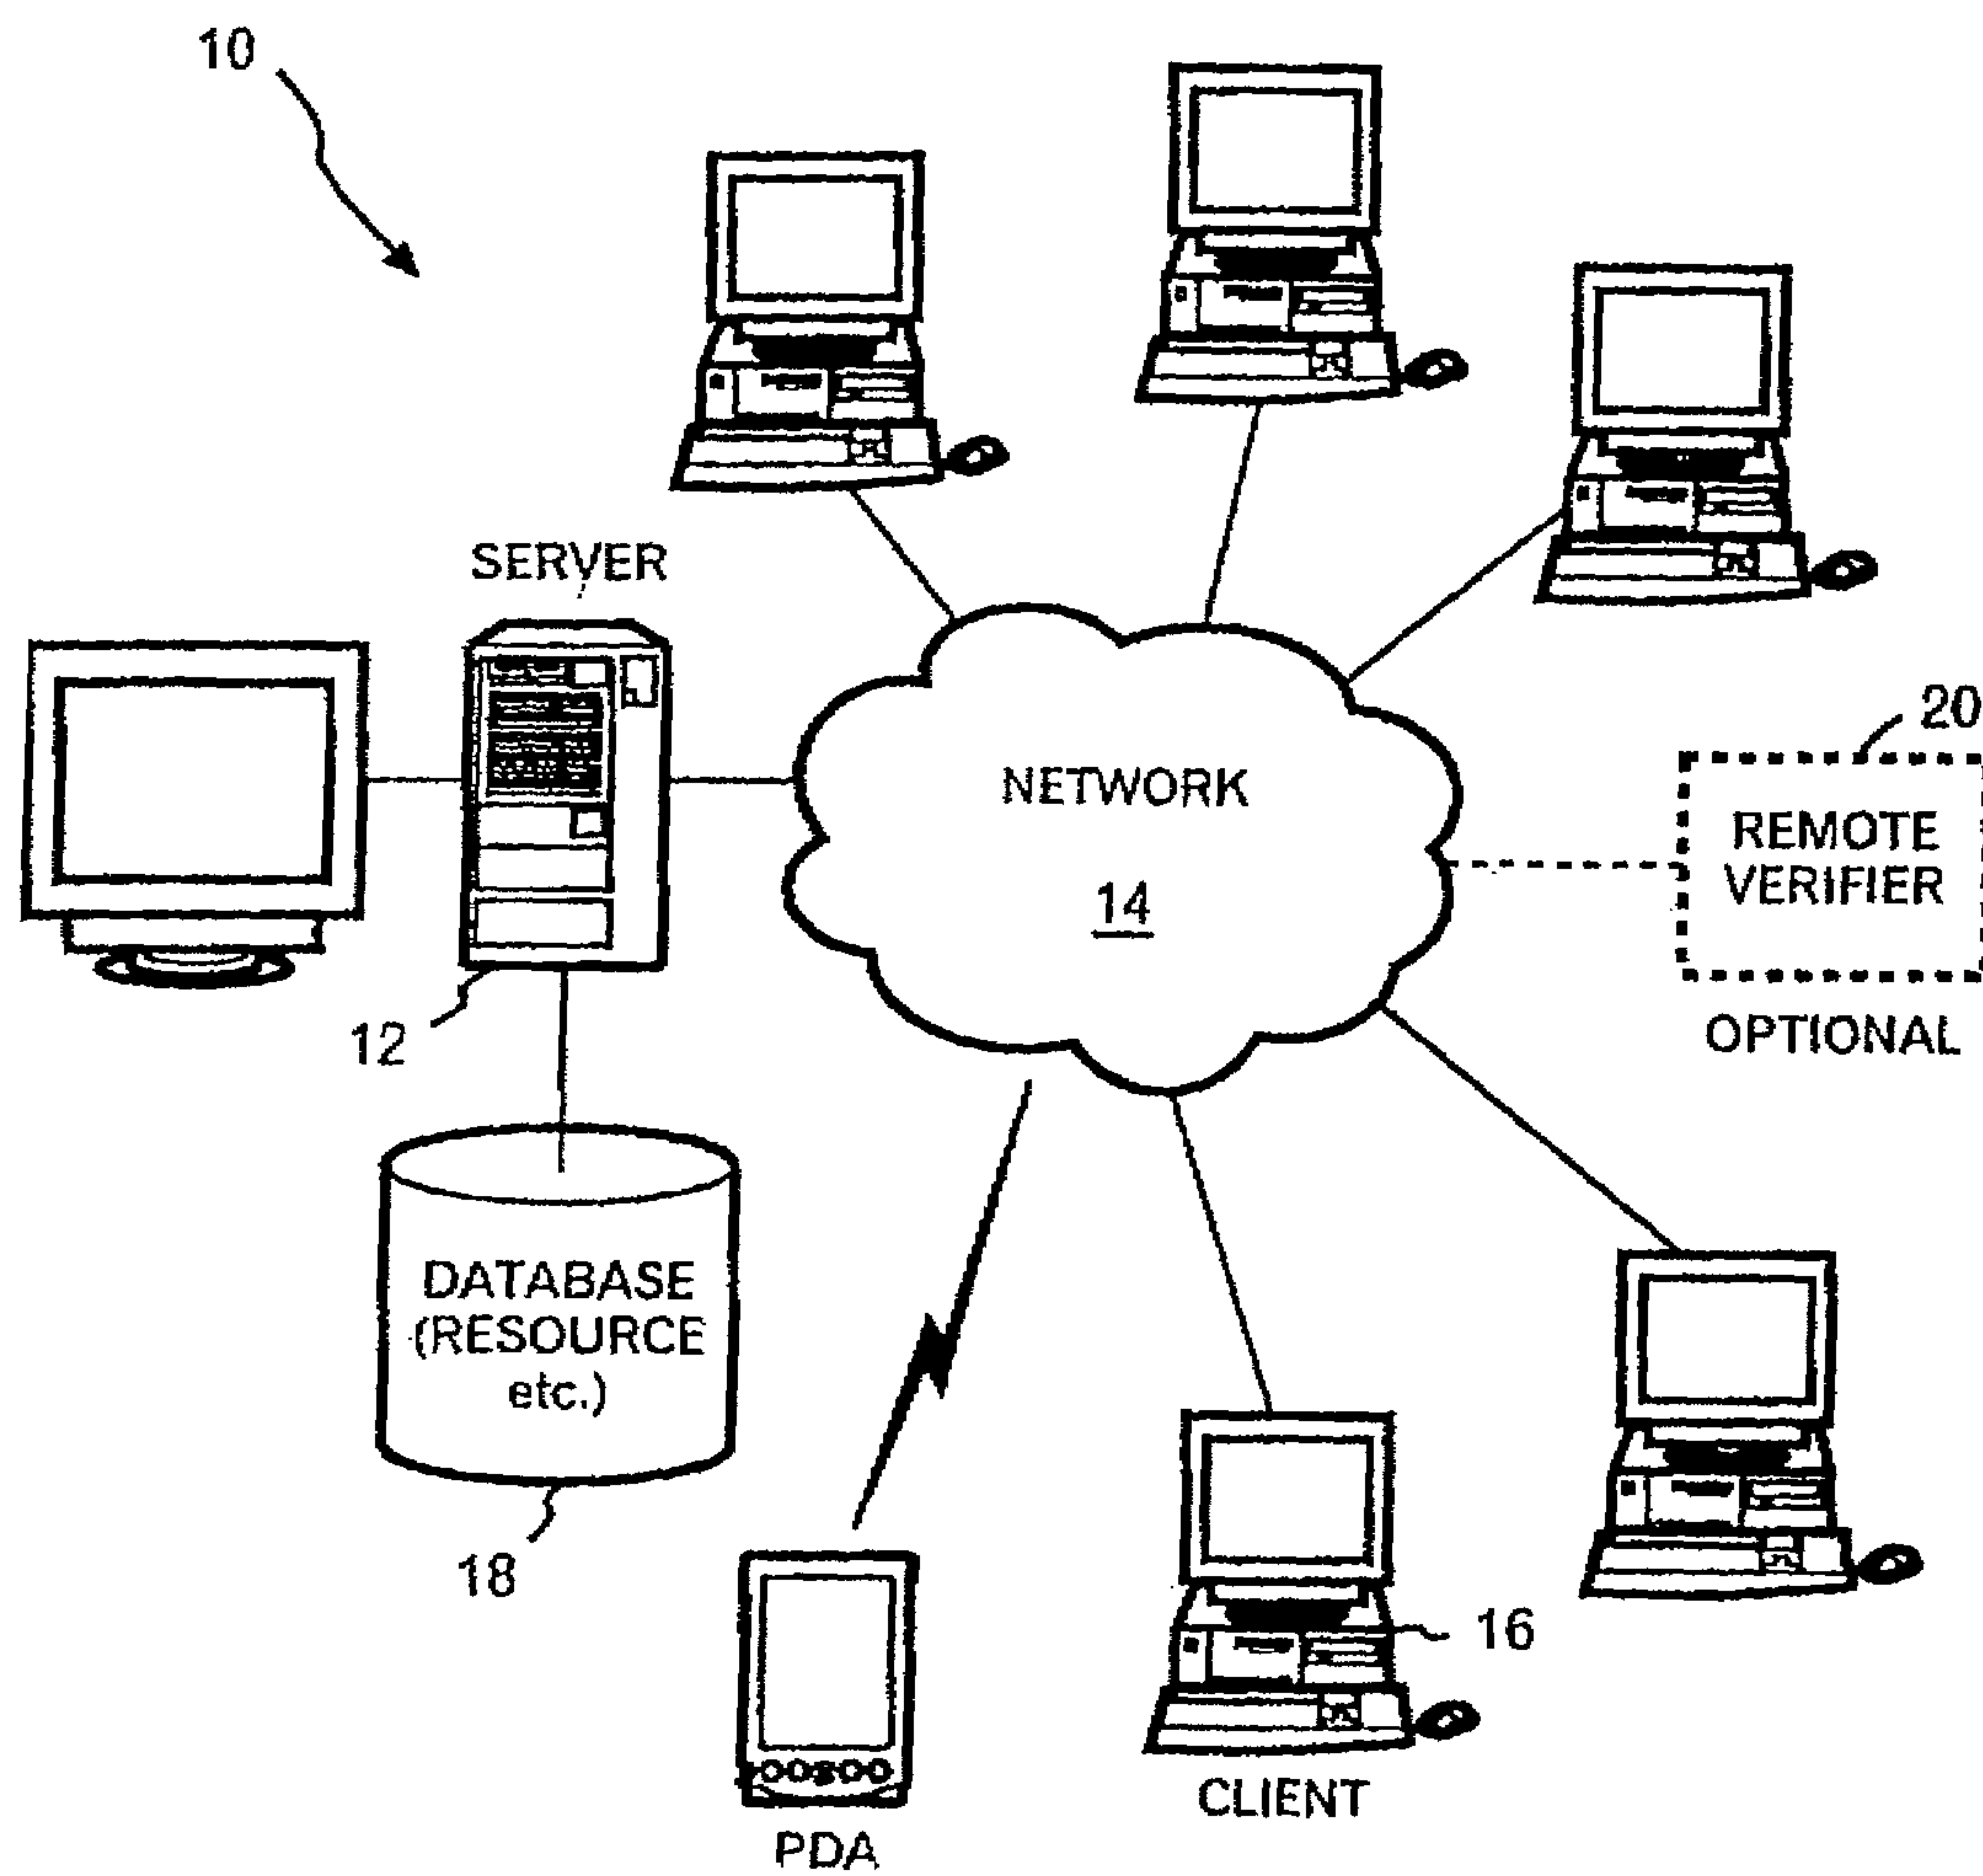 10
SERVER
NETWORK
14
20
REMOTE
VERIFIER
OPTIONAL
12
DATABASE
(RESOURCE
etc.)
18
16
CLIENT
PDA